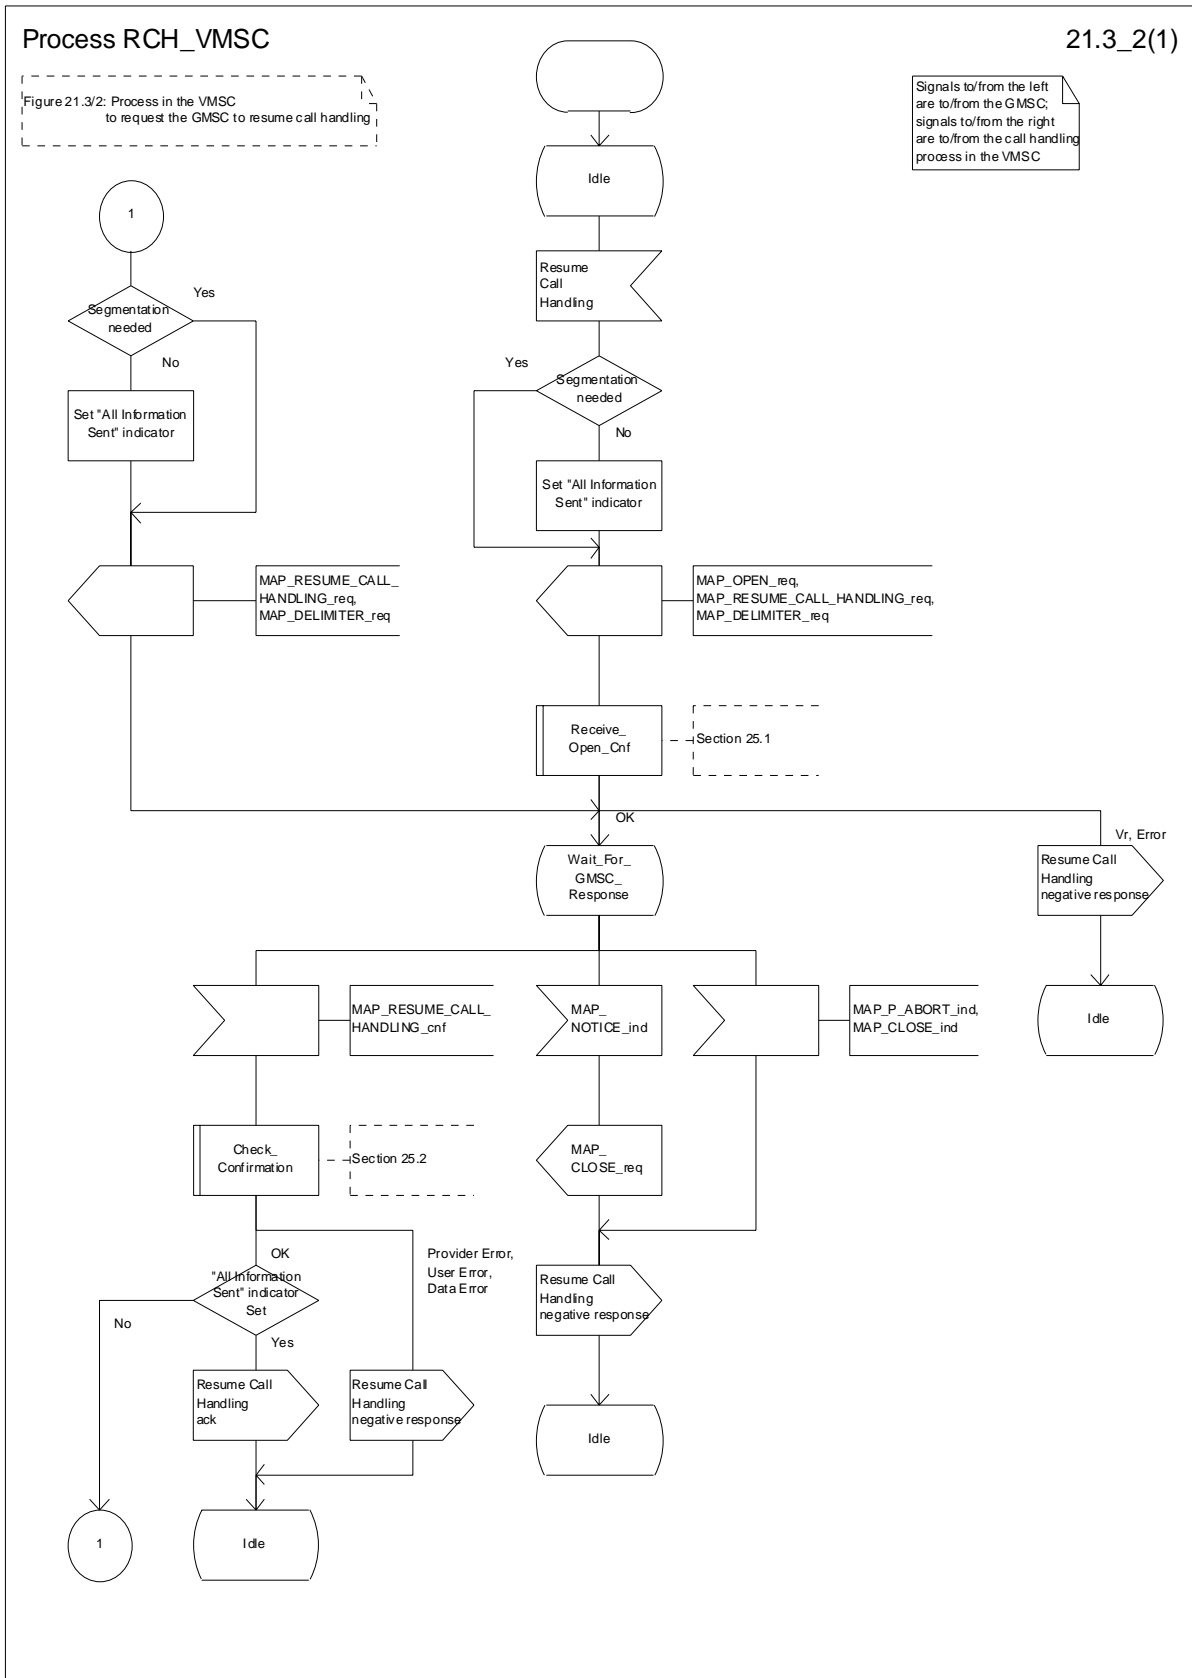 Process RCH_VMSC
21.3_2(1)
Figure 21.3/2: Process in the VMSC
to request the GMSC to resume call handling
Signals to/from the left
are to/from the GMSC;
signals to/from the right
are to/from the call handling
process in the VMSC
Idle
1
Resume
Call
Handling
Segmentation
needed
Yes
No
Segmentation
needed
Yes
No
Set "All Information
Sent" indicator
Set "All Information
Sent" indicator
MAP_RESUME_CALL_
HANDLING_req,
MAP_DELIMITER_req
MAP_OPEN_req,
MAP_RESUME_CALL_HANDLING_req,
MAP_DELIMITER_req
Receive_
Open_Cnf
Section 25.1
OK
Vr, Error
Wait_For_
GMSC_
Response
Resume Call
Handling
negative response
Idle
MAP_RESUME_CALL_
HANDLING_cnf
MAP_
NOTICE_ind
MAP_P_ABORT_ind,
MAP_CLOSE_ind
Check_
Confirmation
Section 25.2
MAP_
CLOSE_req
OK
Provider Error,
User Error,
Data Error
"All Information
Sent" indicator
Set
No
Yes
Resume Call
Handling
negative response
Resume Call
Handling
ack
Resume Call
Handling
negative response
Idle
1
Idle